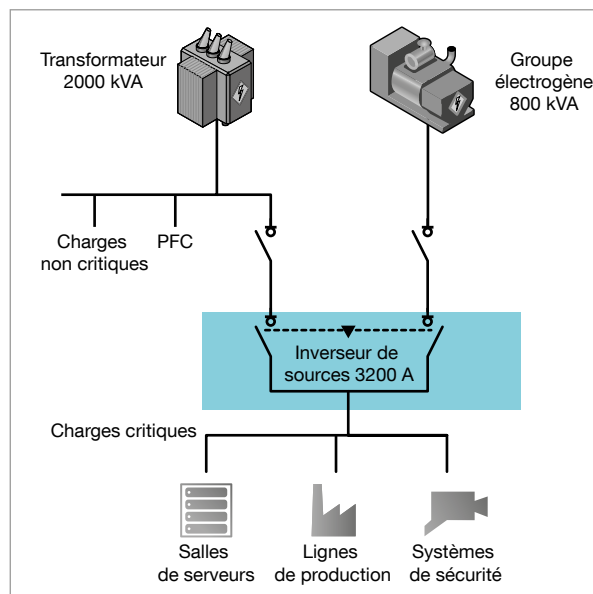 Transformateur
2000 kVA
Groupe
électrogène
800 kVA
Charges
non critiques
PFC
Inverseur de
sources 3200 A
Charges critiques
Salles
de serveurs
Lignes
de production
Systèmes
de sécurité